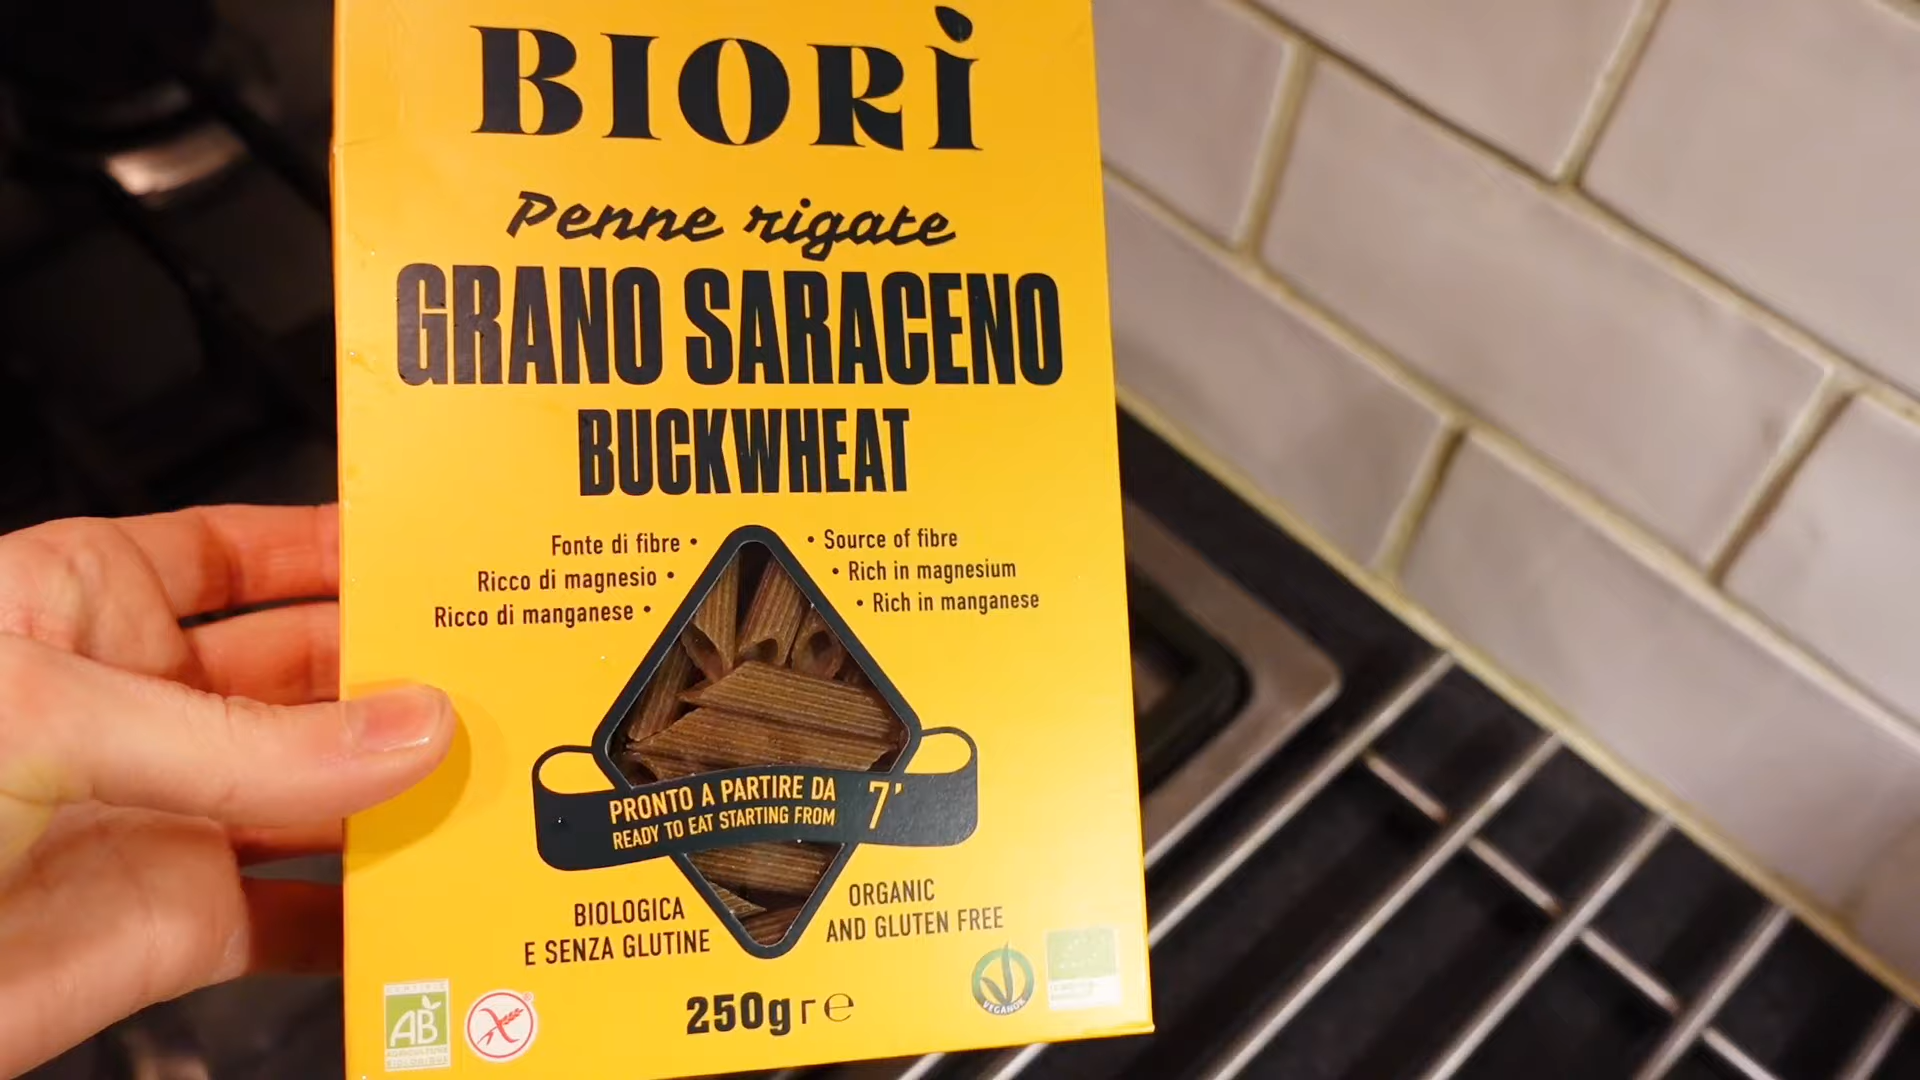 BIORÌ
Penne rigate
GRANO SARACENO
BUCKWHEAT
Fonte di fibre •
Ricco di magnesio •
Ricco di manganese •
• Source of fibre
• Rich in magnesium
• Rich in manganese
PRONTO A PARTIRE DA 7'
READY TO EAT STARTING FROM
BIOLOGICA
E SENZA GLUTINE
ORGANIC
AND GLUTEN FREE
250g г e
AB
AGRICULTURE
BIOLOGIQUE
VEGANOK